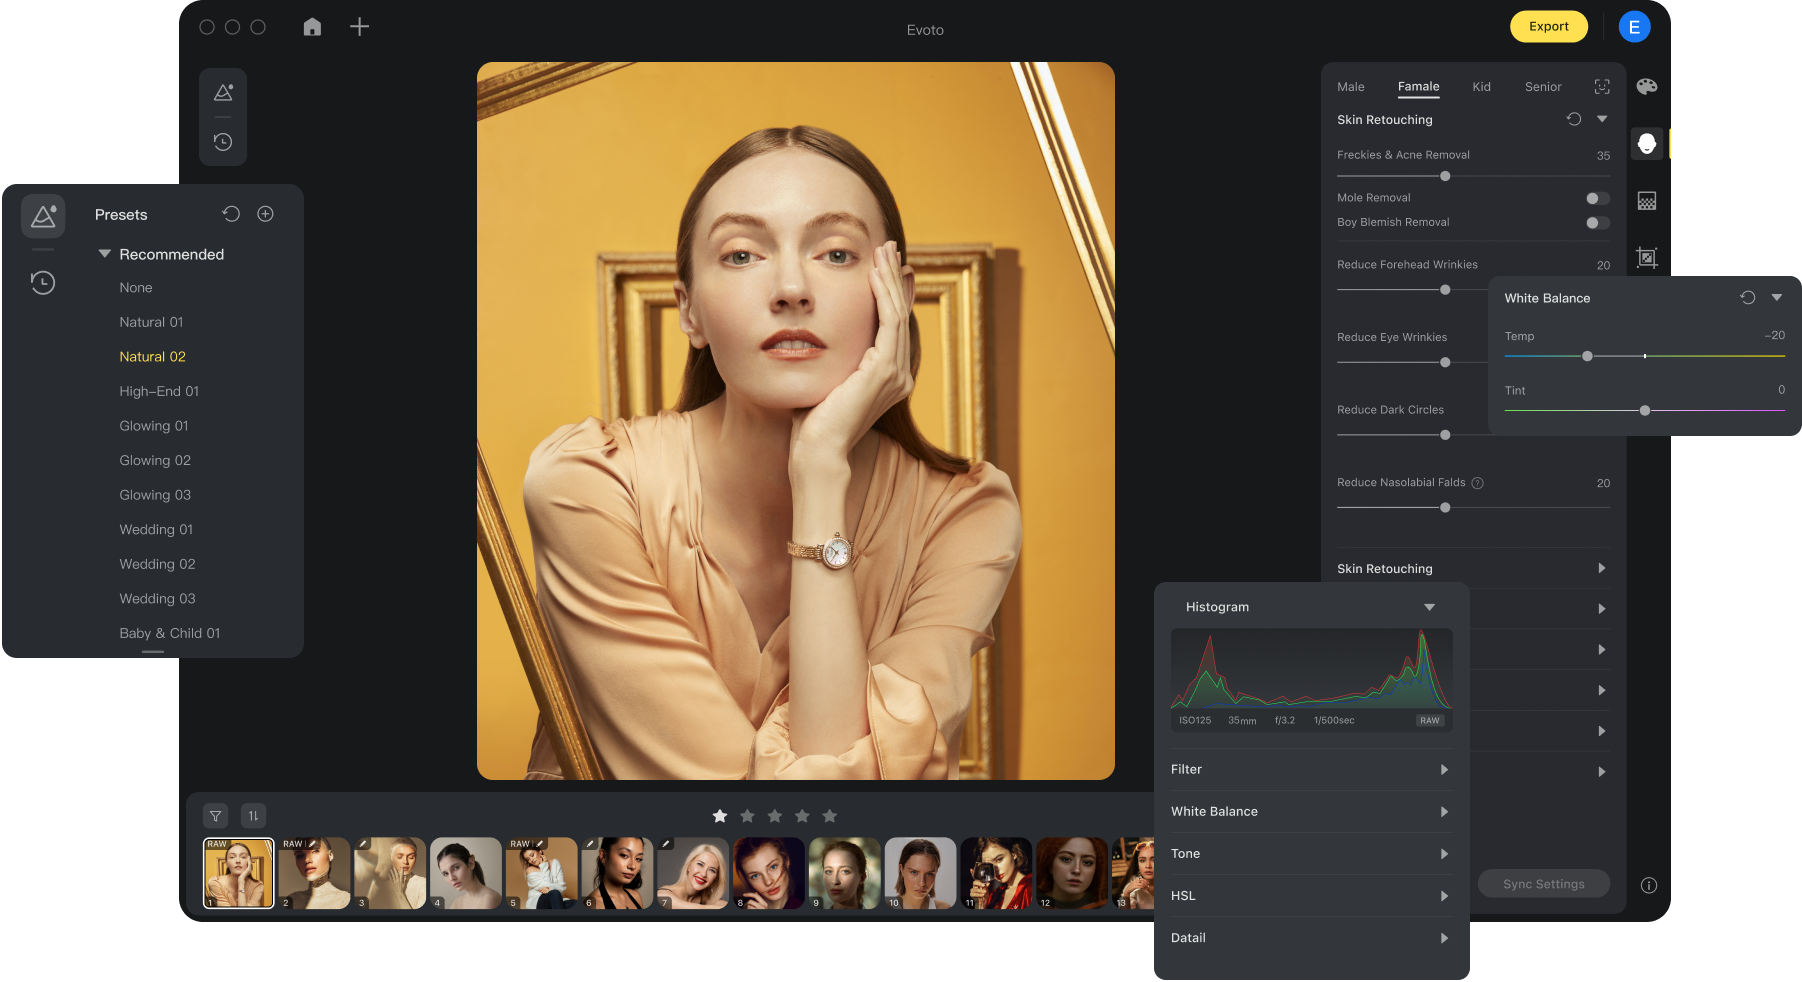 Evoto
Export
E
Male Famale Kid Senior
Skin Retouching
Freckies & Acne Removal 35
Mole Removal
Boy Blemish Removal
Reduce Forehead Wrinkies 20
Reduce Eye Wrinkies
Reduce Dark Circles
Reduce Nasolabial Falds ? 20
Skin Retouching
Sync Settings
Presets
Recommended
None
Natural 01
Natural 02
High-End 01
Glowing 01
Glowing 02
Glowing 03
Wedding 01
Wedding 02
Wedding 03
Baby & Child 01
White Balance
Temp -20
Tint 0
Histogram
ISO125 35mm f/3.2 1/500sec RAW
Filter
White Balance
Tone
HSL
Datail
RAW RAW RAW
1 2 3 4 5 6 7 8 9 10 11 12 13